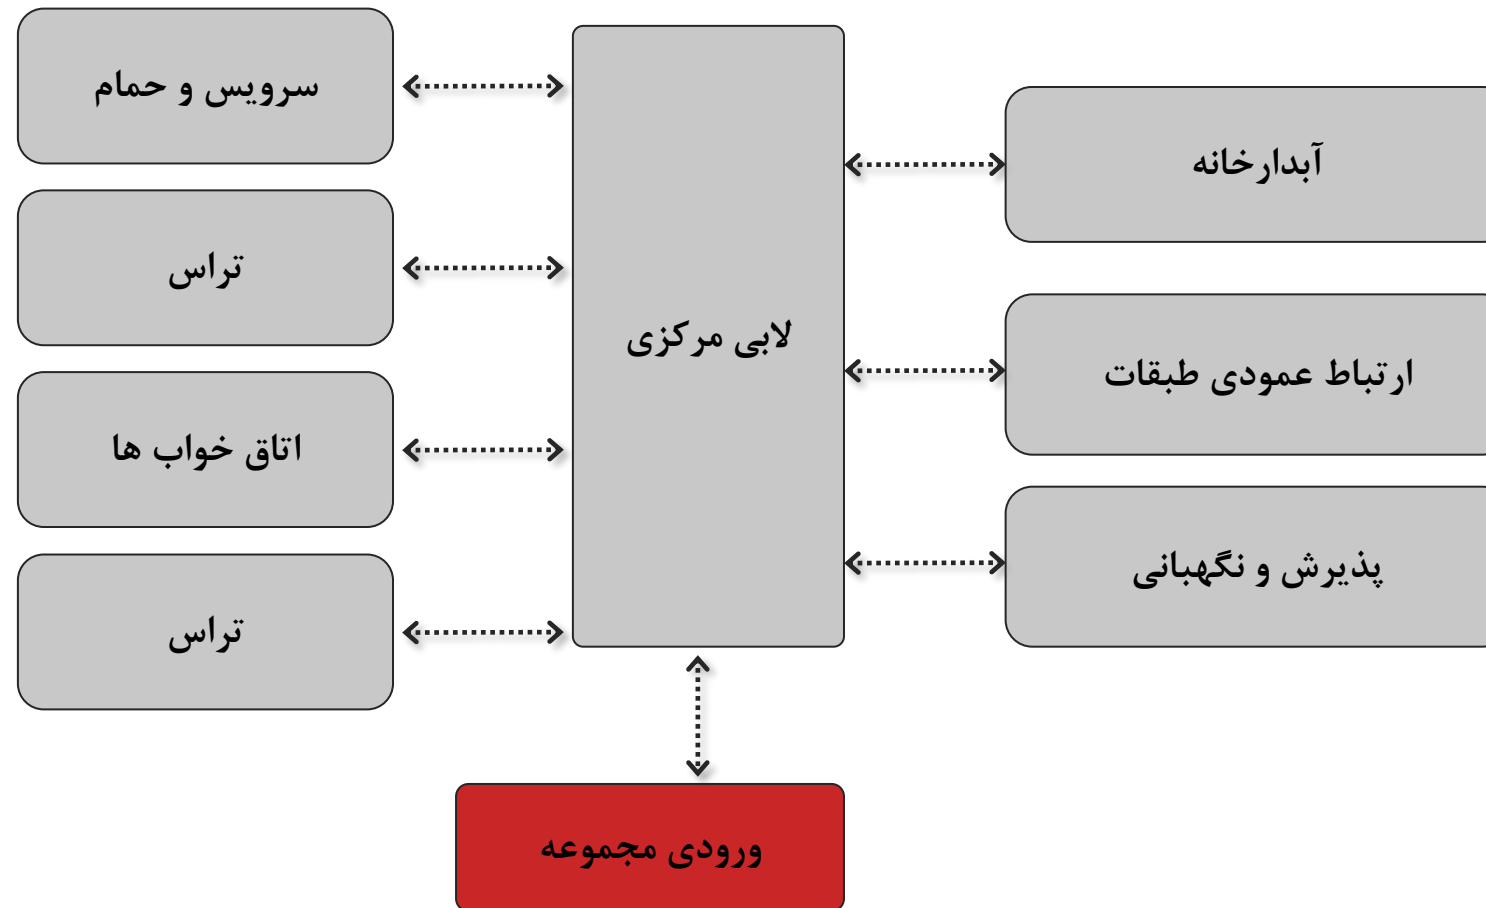 سرویس و حمام
آبدارخانه
تراس
لابی مرکزی
ارتباط عمودی طبقات
اتاق خواب ها
پذیرش و نگهبانی
تراس
ورودی مجموعه